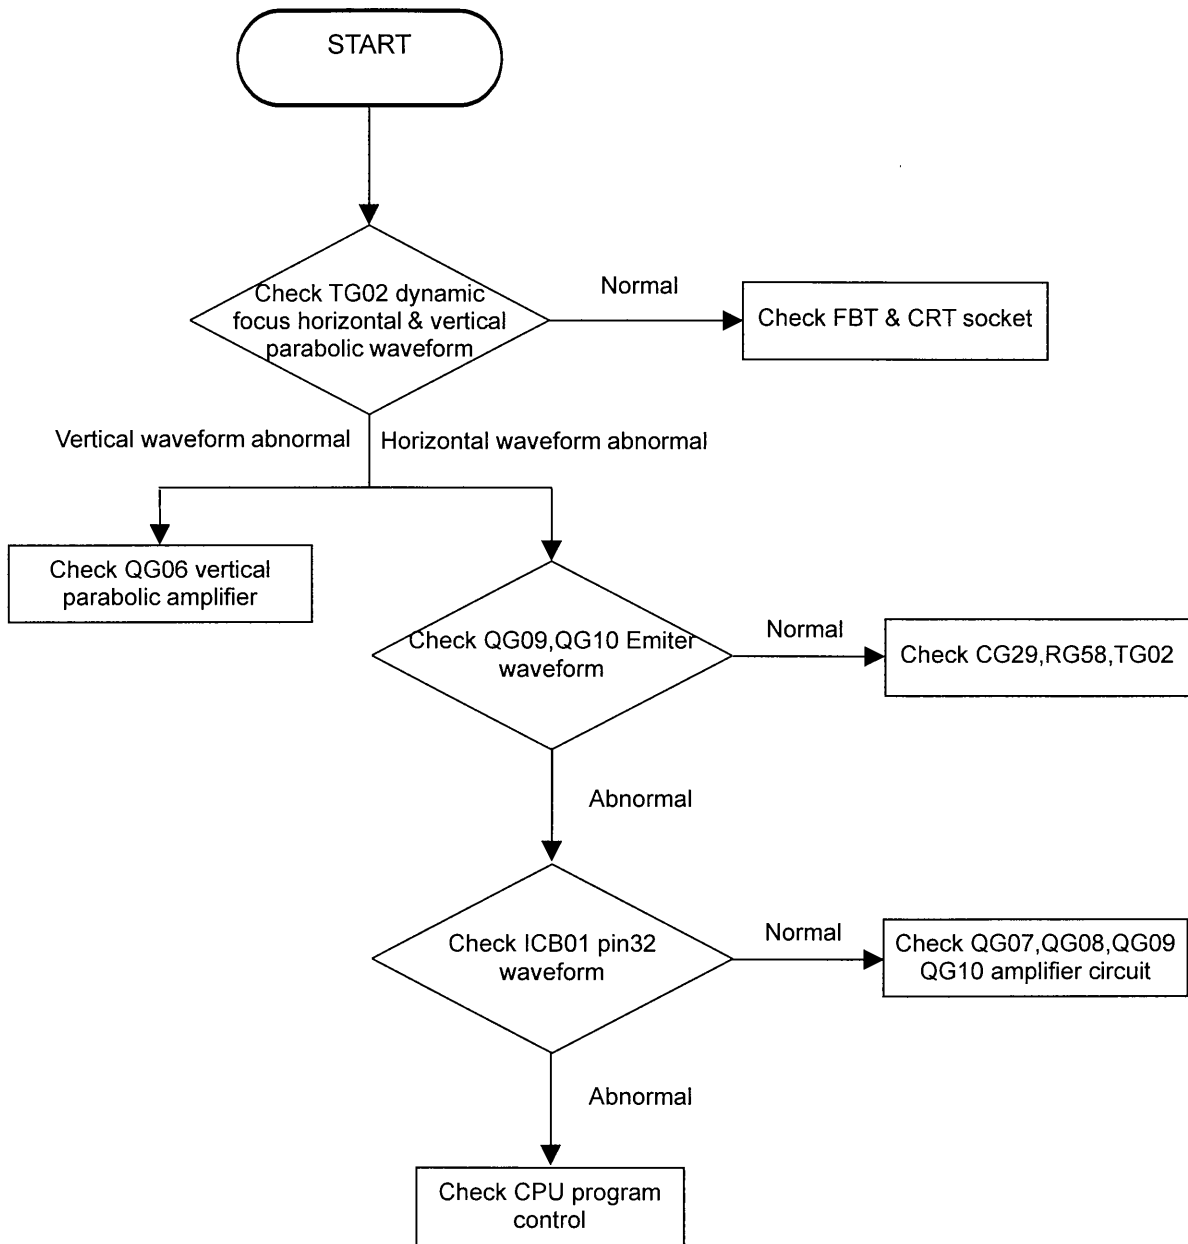 START
Check TG02 dynamic
focus horizontal & vertical
parabolic waveform
Normal
Check FBT & CRT socket
Vertical waveform abnormal
Horizontal waveform abnormal
Check QG06 vertical
parabolic amplifier
Check QG09,QG10 Emiter
waveform
Normal
Check CG29,RG58,TG02
Abnormal
Check ICB01 pin32
waveform
Normal
Check QG07,QG08,QG09
QG10 amplifier circuit
Abnormal
Check CPU program
control